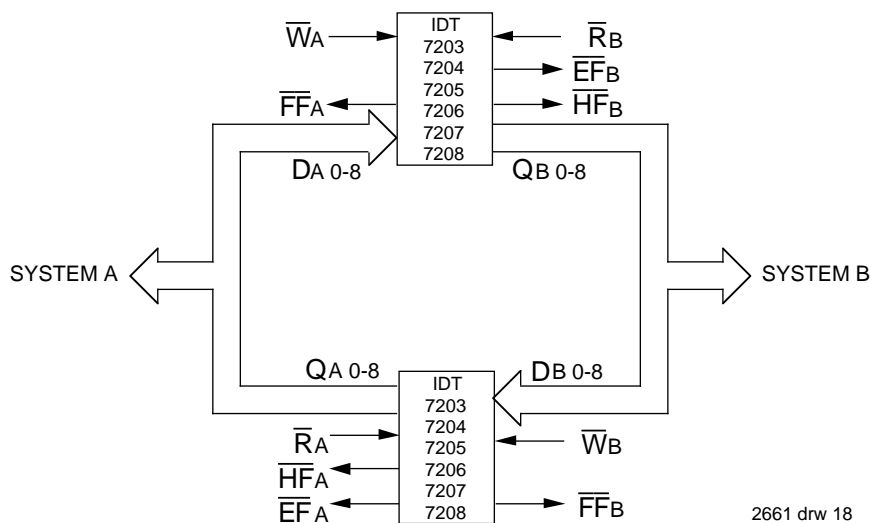 W̅A
IDT
7203
7204
7205
7206
7207
7208
R̅B
E̅F̅B
H̅F̅B
F̅F̅A
DA 0-8
QB 0-8
SYSTEM A
SYSTEM B
QA 0-8
IDT
7203
7204
7205
7206
7207
7208
DB 0-8
R̅A
W̅B
H̅F̅A
E̅F̅A
F̅F̅B
2661 drw 18